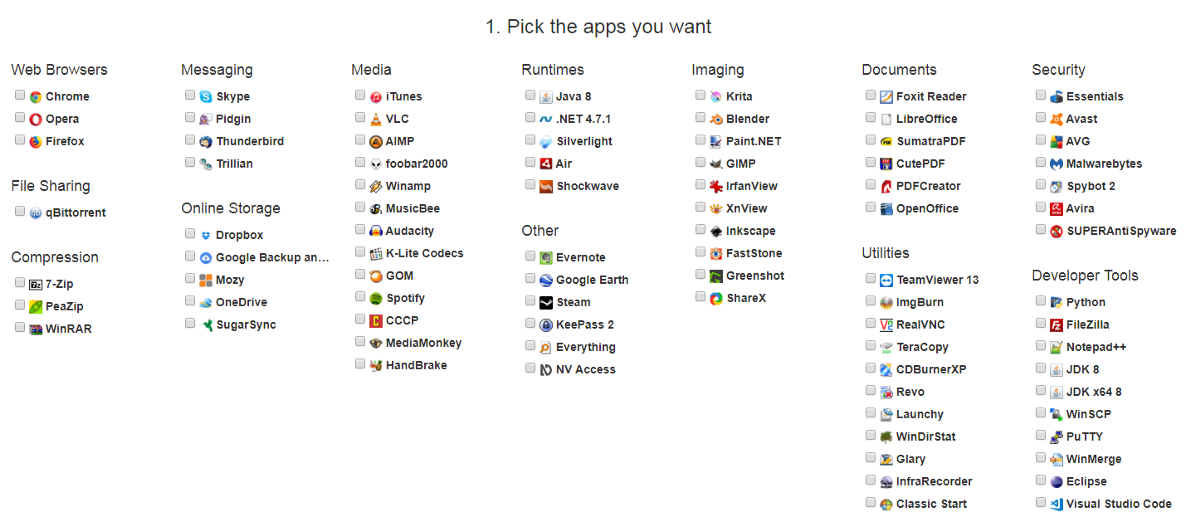 1. Pick the apps you want
Web Browsers
Chrome
Opera
Firefox
File Sharing
qBittorrent
Compression
7-Zip
PeaZip
WinRAR
Messaging
Skype
Pidgin
Thunderbird
Trillian
Online Storage
Dropbox
Google Backup an...
Mozy
OneDrive
SugarSync
Media
iTunes
VLC
AIMP
foobar2000
Winamp
MusicBee
Audacity
K-Lite Codecs
GOM
Spotify
CCCP
MediaMonkey
HandBrake
Runtimes
Java 8
.NET 4.7.1
Silverlight
Air
Shockwave
Other
Evernote
Google Earth
Steam
KeePass 2
Everything
NV Access
Imaging
Krita
Blender
Paint.NET
GIMP
IrfanView
XnView
Inkscape
FastStone
Greenshot
ShareX
Documents
Foxit Reader
LibreOffice
SumatraPDF
CutePDF
PDFCreator
OpenOffice
Utilities
TeamViewer 13
ImgBurn
RealVNC
TeraCopy
CDBurnerXP
Revo
Launchy
WinDirStat
Glary
InfraRecorder
Classic Start
Security
Essentials
Avast
AVG
Malwarebytes
Spybot 2
Avira
SUPERAntiSpyware
Developer Tools
Python
FileZilla
Notepad++
JDK 8
JDK x64 8
WinSCP
PuTTY
WinMerge
Eclipse
Visual Studio Code